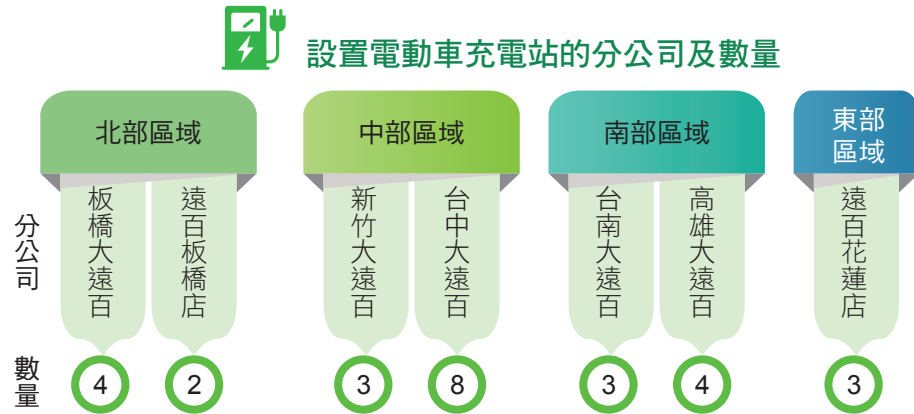 設置電動車充電站的分公司及數量
北部區域
中部區域
南部區域
東部
區域
分公司
板橋大遠百
遠百板橋店
新竹大遠百
台中大遠百
台南大遠百
高雄大遠百
遠百花蓮店
數量
4
2
3
8
3
4
3